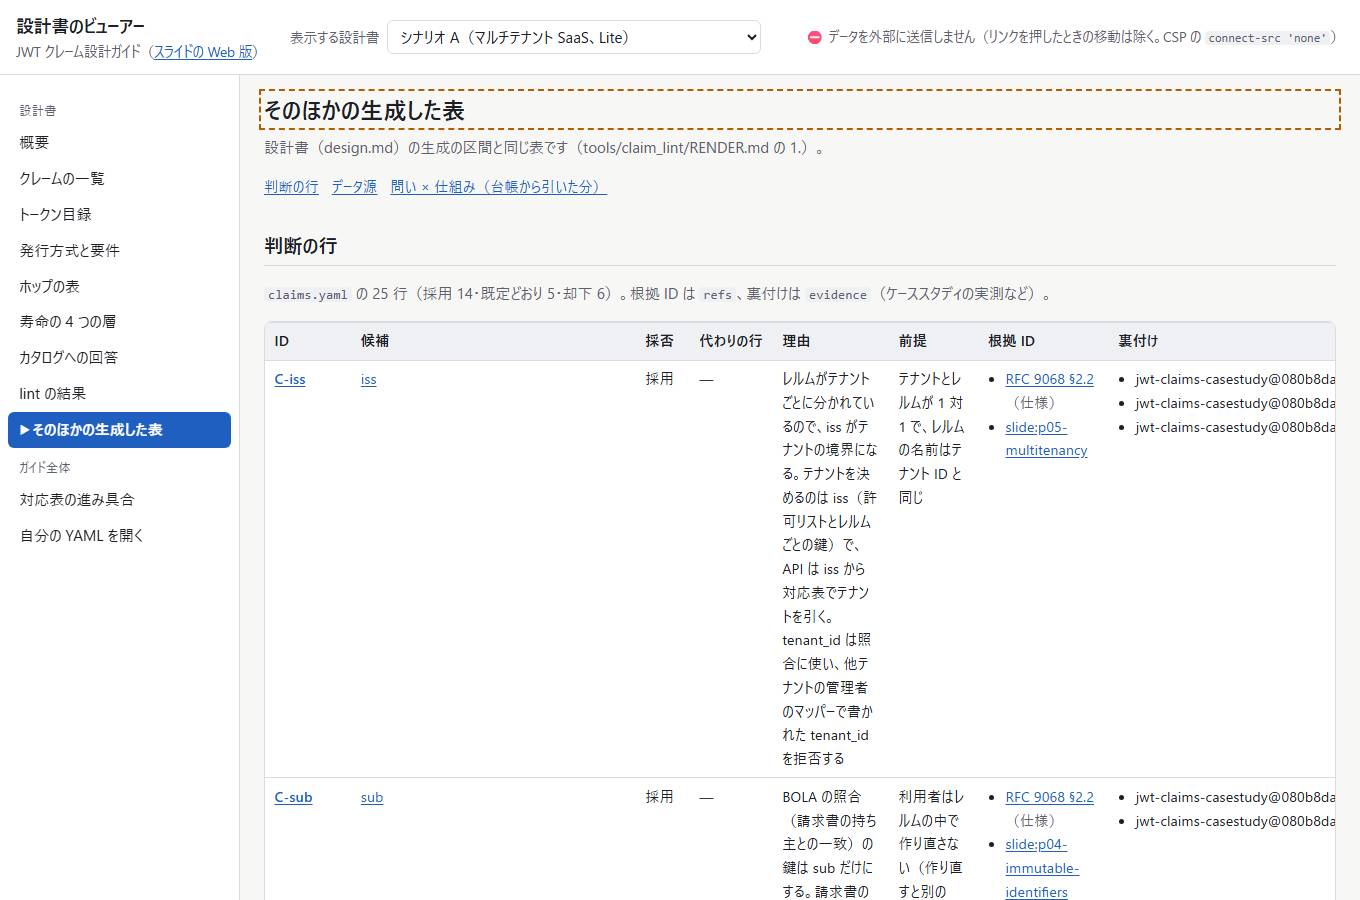 設計書のビューアー
JWT クレーム設計ガイド（スライドの Web 版）
表示する設計書
シナリオ A（マルチテナント SaaS、Lite）
データを外部に送信しません（リンクを押したときの移動は除く。CSP の connect-src 'none'）
設計書
概要
クレームの一覧
トークン目録
発行方式と要件
ホップの表
寿命の 4 つの層
カタログへの回答
lint の結果
▶ そのほかの生成した表
ガイド全体
対応表の進み具合
自分の YAML を開く
そのほかの生成した表
設計書（design.md）の生成の区間と同じ表です（tools/claim_lint/RENDER.md の 1.）。
判断の行 データ源 問い × 仕組み（台帳から引いた分）
判断の行
claims.yaml の 25 行（採用 14・既定どおり 5・却下 6）。根拠 ID は refs、裏付けは evidence（ケーススタディの実測など）。
ID 候補 採否 代わりの行 理由 前提 根拠 ID 裏付け
C-iss
iss
採用
—
レルムがテナント
ごとに分かれてい
るので、iss がテ
ナントの境界にな
る。テナントを決
めるのは iss（許
可リストとレルム
ごとの鍵）で、
API は iss から
対応表でテナン
トを引く。
tenant_id は照
合に使い、他テ
ナントの管理者
のマッパーで書か
れた tenant_id
を拒否する
テナントとレ
ルムが 1 対
1 で、レルム
の名前はテ
ナント ID と
同じ
RFC 9068 §2.2
（仕様）
slide:p05-
multitenancy
jwt-claims-casestudy@080b8da
jwt-claims-casestudy@080b8da
jwt-claims-casestudy@080b8da
C-sub
sub
採用
—
BOLA の照合
（請求書の持ち
主との一致）の
鍵は sub だけに
する。請求書の
利用者はレ
ルムの中で
作り直さな
い（作り直
すと別の
RFC 9068 §2.2
（仕様）
slide:p04-
immutable-
identifiers
jwt-claims-casestudy@080b8da
jwt-claims-casestudy@080b8da